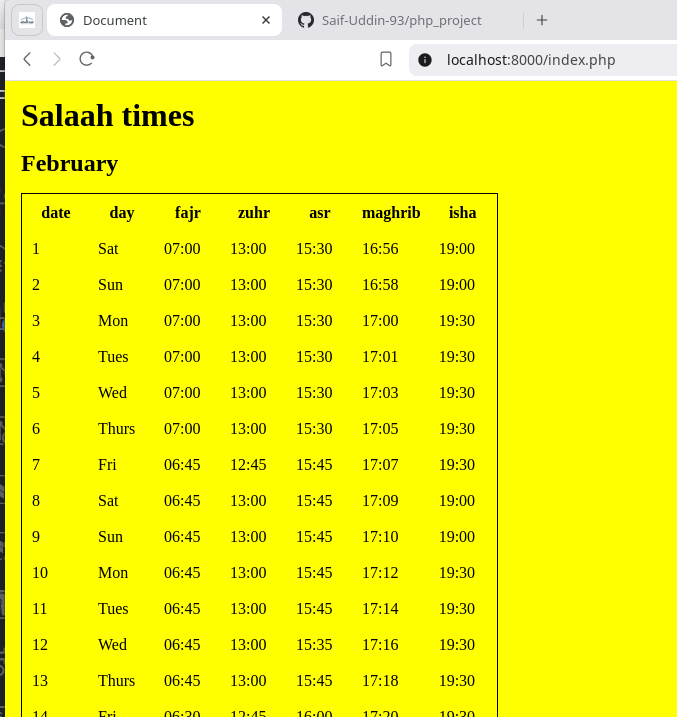 Document
Saif-Uddin-93/php_project
localhost:8000/index.php
Salaah times
February
date day fajr zuhr asr maghrib isha
1 Sat 07:00 13:00 15:30 16:56 19:00
2 Sun 07:00 13:00 15:30 16:58 19:00
3 Mon 07:00 13:00 15:30 17:00 19:30
4 Tues 07:00 13:00 15:30 17:01 19:30
5 Wed 07:00 13:00 15:30 17:03 19:30
6 Thurs 07:00 13:00 15:30 17:05 19:30
7 Fri 06:45 12:45 15:45 17:07 19:30
8 Sat 06:45 13:00 15:45 17:09 19:00
9 Sun 06:45 13:00 15:45 17:10 19:00
10 Mon 06:45 13:00 15:45 17:12 19:30
11 Tues 06:45 13:00 15:45 17:14 19:30
12 Wed 06:45 13:00 15:35 17:16 19:30
13 Thurs 06:45 13:00 15:45 17:18 19:30
14 Fri 06:30 12:45 16:00 17:20 19:30